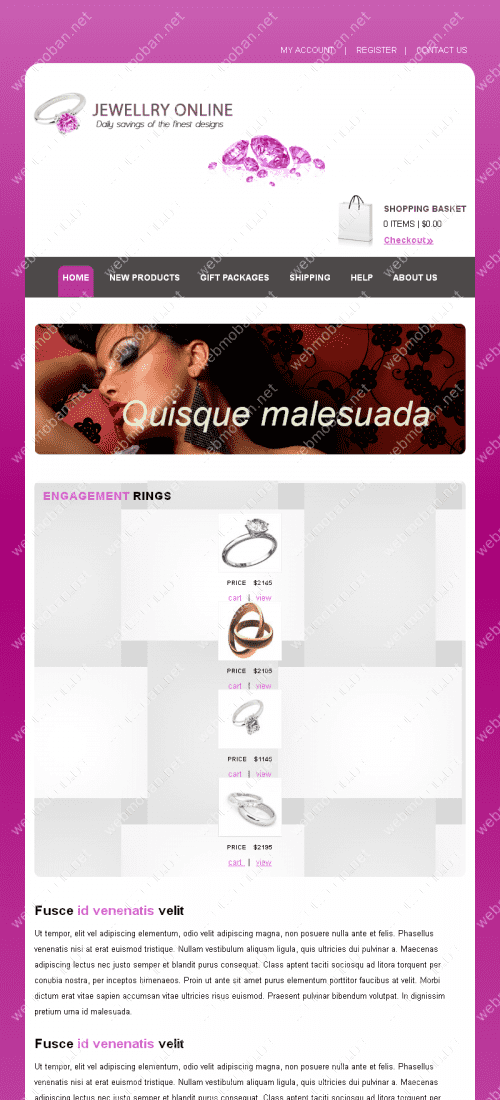 MY ACCOUNT | REGISTER | CONTACT US
JEWELLRY ONLINE
Daily savings of the finest designs
SHOPPING BASKET
0 ITEMS | $0.00
Checkout»
HOME NEW PRODUCTS GIFT PACKAGES SHIPPING HELP ABOUT US
Quisque malesuada
ENGAGEMENT RINGS
PRICE $2145
cart | view
PRICE $2105
cart | view
PRICE $1145
cart | view
PRICE $2195
cart | view
Fusce id venenatis velit
Ut tempor, elit vel adipiscing elementum, odio velit adipiscing magna, non posuere nulla ante et felis. Phasellus
venenatis nisi at erat euismod tristique. Nullam vestibulum aliquam ligula, quis ultricies dui pulvinar a. Maecenas
adipiscing lectus nec justo semper et blandit purus consequat. Class aptent taciti sociosqu ad litora torquent per
conubia nostra, per inceptos himenaeos. Proin ut ante sit amet purus elementum porttitor faucibus at velit. Morbi
dictum erat vitae sapien accumsan vitae ultricies risus euismod. Praesent pulvinar bibendum volutpat. In dignissim
pretium urna id malesuada.
Fusce id venenatis velit
Ut tempor, elit vel adipiscing elementum, odio velit adipiscing magna, non posuere nulla ante et felis. Phasellus
venenatis nisi at erat euismod tristique. Nullam vestibulum aliquam ligula, quis ultricies dui pulvinar a. Maecenas
adipiscing lectus nec justo semper et blandit purus consequat. Class aptent taciti sociosqu ad litora torquent per
webmoban.net